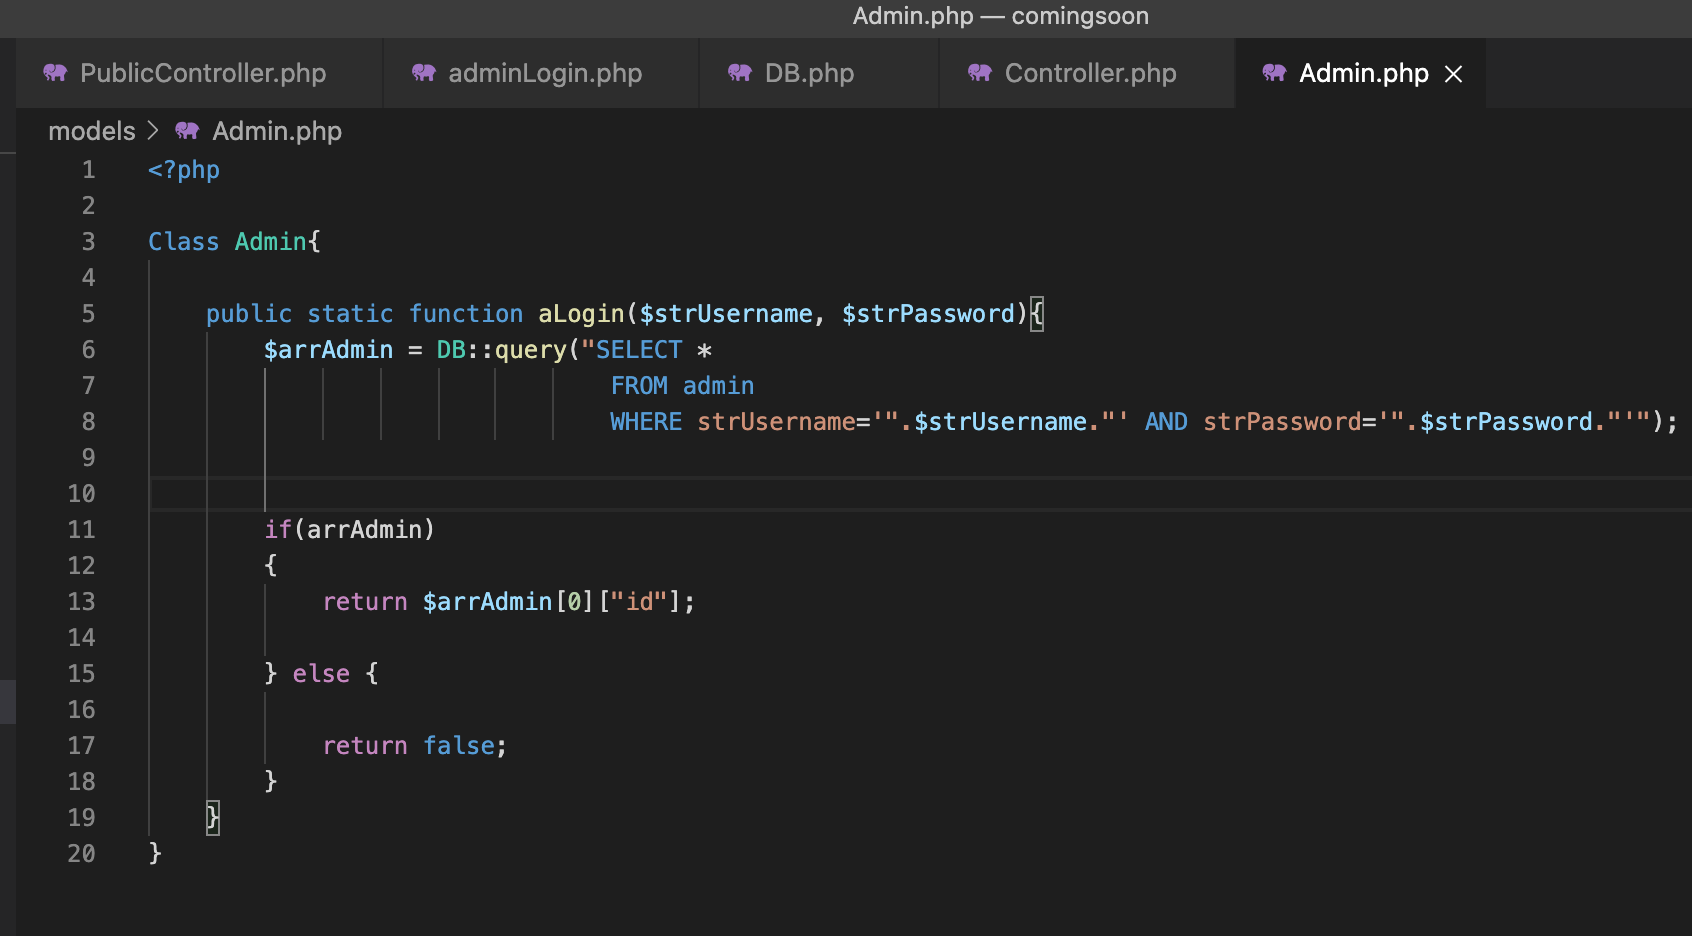 Admin.php — comingsoon
PublicController.php adminLogin.php DB.php Controller.php Admin.php
models > Admin.php
1 <?php
2
3 Class Admin{
4
5 public static function aLogin($strUsername, $strPassword){
6 $arrAdmin = DB::query("SELECT *
7 FROM admin
8 WHERE strUsername='".$strUsername."' AND strPassword='".$strPassword."'");
9
10
11 if(arrAdmin)
12 {
13 return $arrAdmin[0]["id"];
14
15 } else {
16
17 return false;
18 }
19 }
20 }